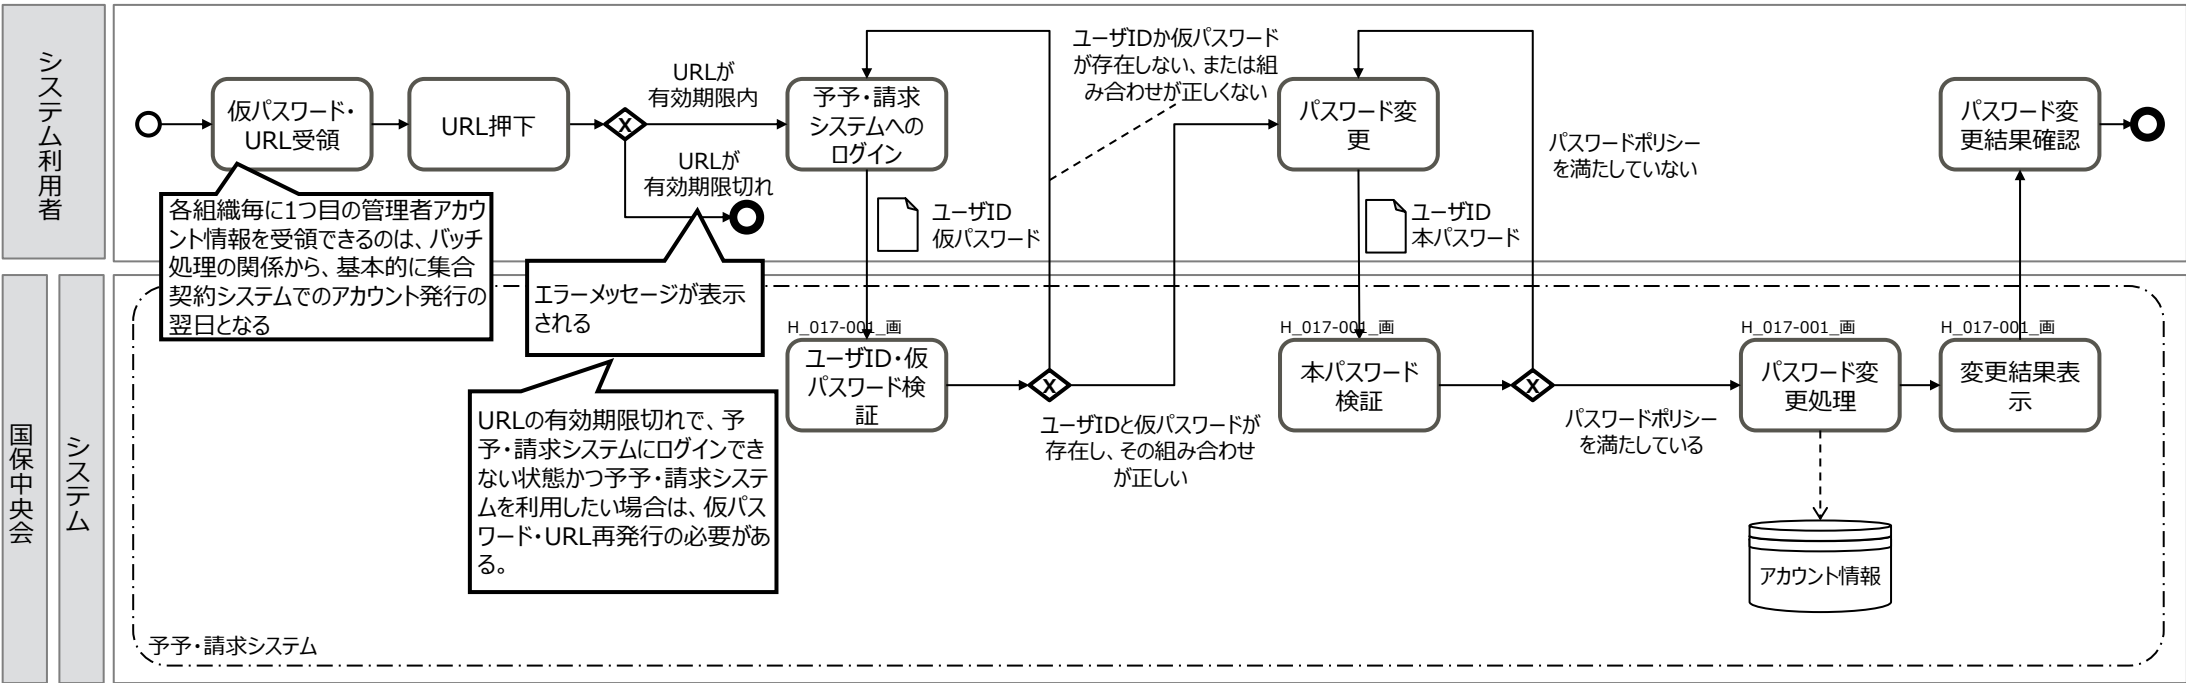 システム利用者
仮パスワード・
URL受領
URL押下
X
URLが
有効期限内
URLが
有効期限切れ
予予・請求
システムへの
ログイン
ユーザID
仮パスワード
ユーザIDか仮パスワード
が存在しない、または組
み合わせが正しくない
パスワード変
更
ユーザID
本パスワード
パスワードポリシー
を満たしていない
パスワード変
更結果確認
各組織毎に1つ目の管理者アカウ
ント情報を受領できるのは、バッチ
処理の関係から、基本的に集合
契約システムでのアカウント発行の
翌日となる
エラーメッセージが表示
される
URLの有効期限切れで、予
予・請求システムにログインでき
ない状態かつ予予・請求システ
ムを利用したい場合は、仮パス
ワード・URL再発行の必要があ
る。
国保中央会
システム
H_017-001_画
ユーザID・仮
パスワード検
証
X
ユーザIDと仮パスワードが
存在し、その組み合わせ
が正しい
H_017-001_画
本パスワード
検証
X
パスワードポリシー
を満たしている
H_017-001_画
パスワード変
更処理
H_017-001_画
変更結果表
示
アカウント情報
予予・請求システム